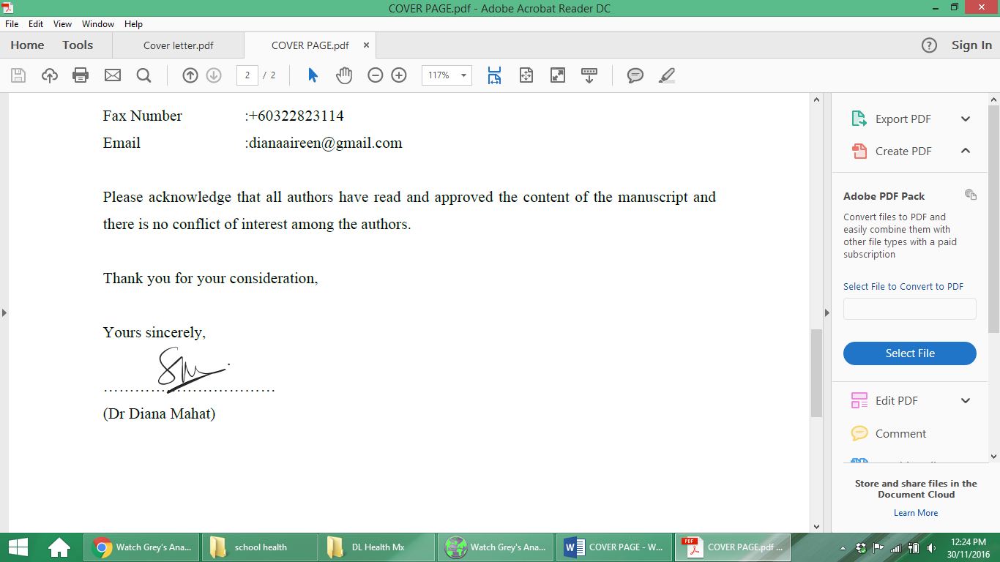 COVER PAGE.pdf - Adobe Acrobat Reader DC
File Edit View Window Help
Home Tools Cover letter.pdf COVER PAGE.pdf × ? Sign In
2 / 2 117%
Fax Number :+60322823114
Email :dianaaireen@gmail.com
Please acknowledge that all authors have read and approved the content of the manuscript and
there is no conflict of interest among the authors.
Thank you for your consideration,
Yours sincerely,
……………………………
(Dr Diana Mahat)
Export PDF
Create PDF
Adobe PDF Pack
Convert files to PDF and
easily combine them with
other file types with a paid
subscription
Select File to Convert to PDF
Select File
Edit PDF
Comment
Store and share files in the
Document Cloud
Learn More
Watch Grey's Ana... school health DL Health Mx Watch Grey's Ana... COVER PAGE - W... COVER PAGE.pdf ... 12:24 PM
30/11/2016